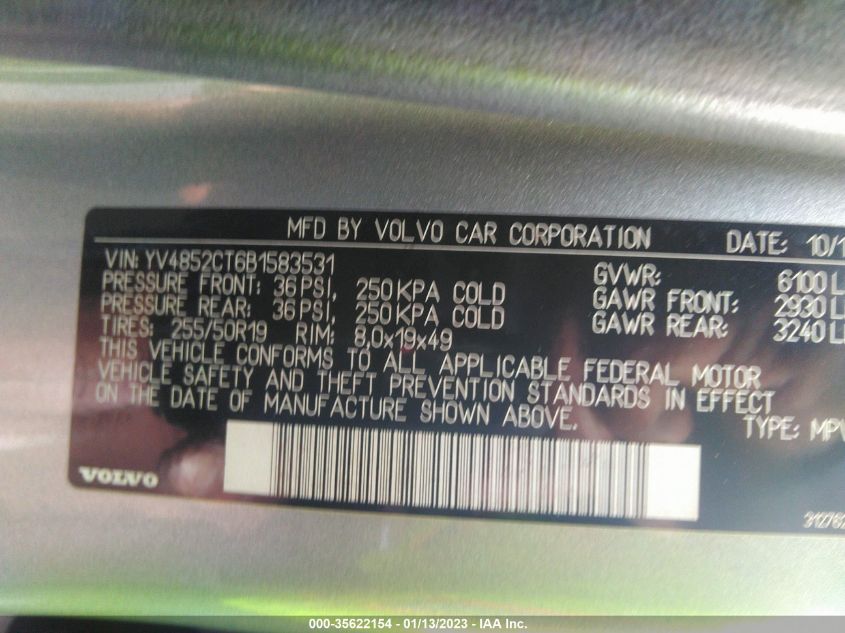 MFD BY VOLVO CAR CORPORATION DATE: 10/1
VIN: YV4852CT6B1583531 GVWR: 6100 L
PRESSURE FRONT: 36 PSI, 250 KPA COLD GAWR FRONT: 2930 L
PRESSURE REAR: 36 PSI, 250 KPA COLD GAWR REAR: 3240 L
TIRES: 255/50R19 RIM: 8,0x19x49
THIS VEHICLE CONFORMS TO ALL APPLICABLE FEDERAL MOTOR
VEHICLE SAFETY AND THEFT PREVENTION STANDARDS IN EFFECT
ON THE DATE OF MANUFACTURE SHOWN ABOVE.
TYPE: MPV
VOLVO
31276
000-35622154 - 01/13/2023 - IAA Inc.